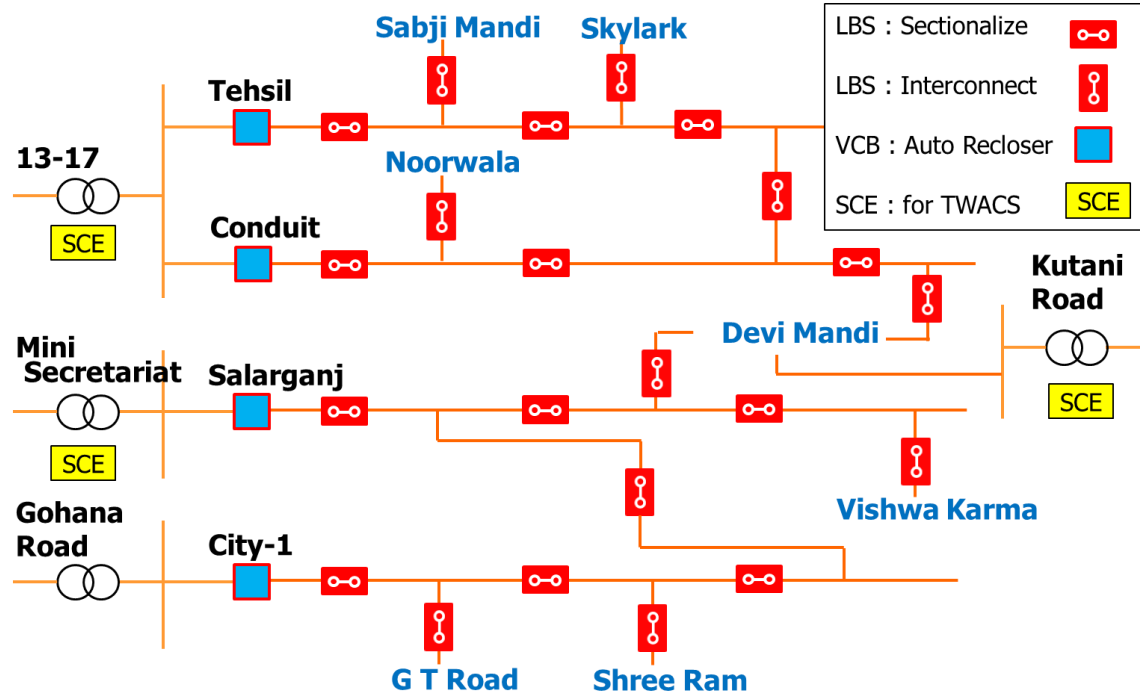 Sabji Mandi
Skylark
LBS : Sectionalize
LBS : Interconnect
VCB : Auto Recloser
SCE : for TWACS
SCE
Tehsil
13-17
SCE
Noorwala
Conduit
Kutani
Road
SCE
Devi Mandi
Mini
Secretariat
SCE
Salarganj
Vishwa Karma
Gohana
Road
City-1
G T Road
Shree Ram